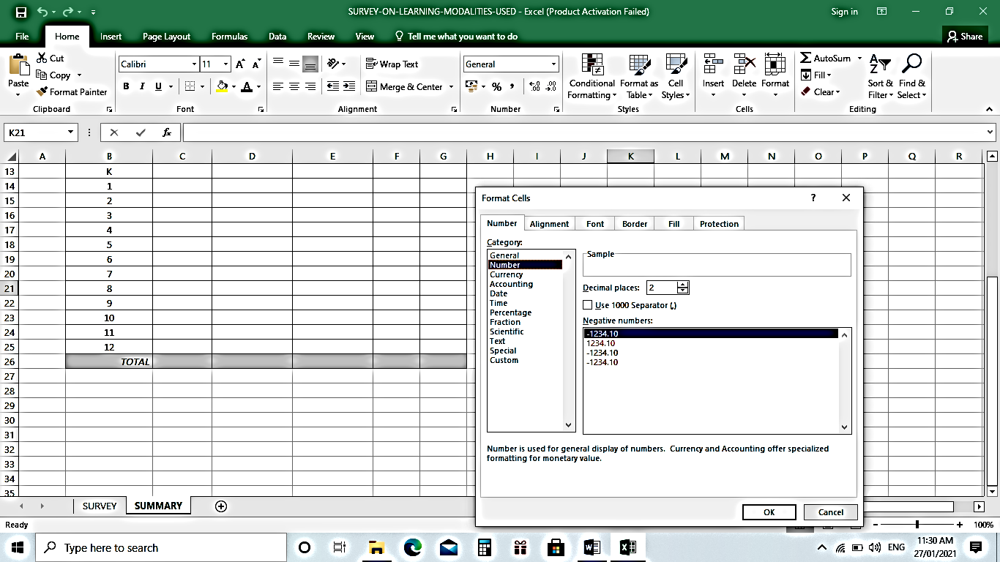 SURVEY-ON-LEARNING-MODALITIES-USED - Excel (Product Activation Failed)
Sign in
File Home Insert Page Layout Formulas Data Review View Tell me what you want to do Share
Paste
Cut
Copy
Format Painter
Clipboard
Calibri 11
B I U
Font
Wrap Text
Merge & Center
Alignment
General
% ,
Number
Conditional Formatting
Format as Table
Cell Styles
Styles
Insert Delete Format
Cells
AutoSum
Fill
Clear
Sort & Filter
Find & Select
Editing
K21
fx
A B C D E F G H I J K L M N O P Q R
13 K
14 1
15 2
16 3
17 4
18 5
19 6
20 7
21 8
22 9
23 10
24 11
25 12
26 TOTAL
27
28
29
30
31
32
33
34
35
Format Cells
?
Number Alignment Font Border Fill Protection
Category:
General
Number
Currency
Accounting
Date
Time
Percentage
Fraction
Scientific
Text
Special
Custom
Sample
Decimal places: 2
Use 1000 Separator (,)
Negative numbers:
-1234.10
1234.10
-1234.10
-1234.10
Number is used for general display of numbers. Currency and Accounting offer specialized
formatting for monetary value.
OK Cancel
SURVEY SUMMARY
Ready
100%
Type here to search
ENG
11:30 AM
27/01/2021